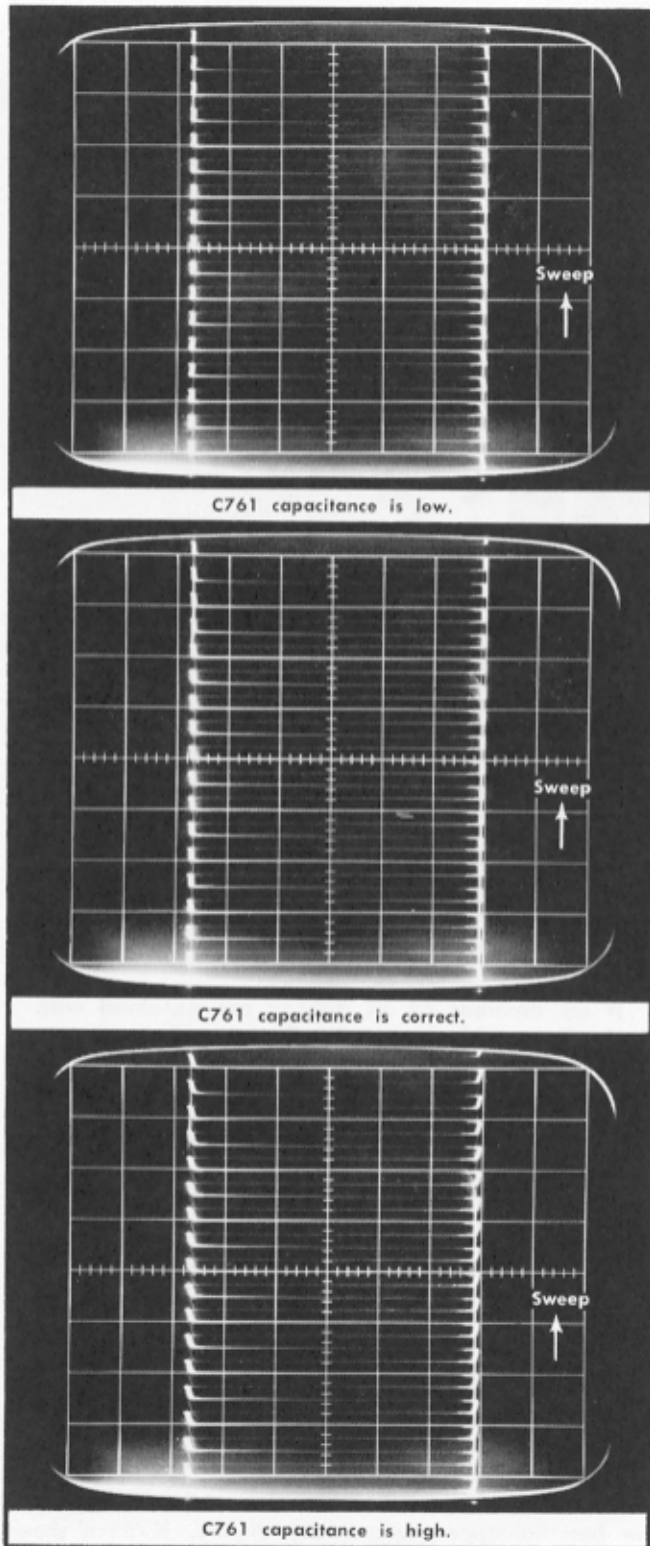 Sweep
C761 capacitance is low.
Sweep
C761 capacitance is correct.
Sweep
C761 capacitance is high.